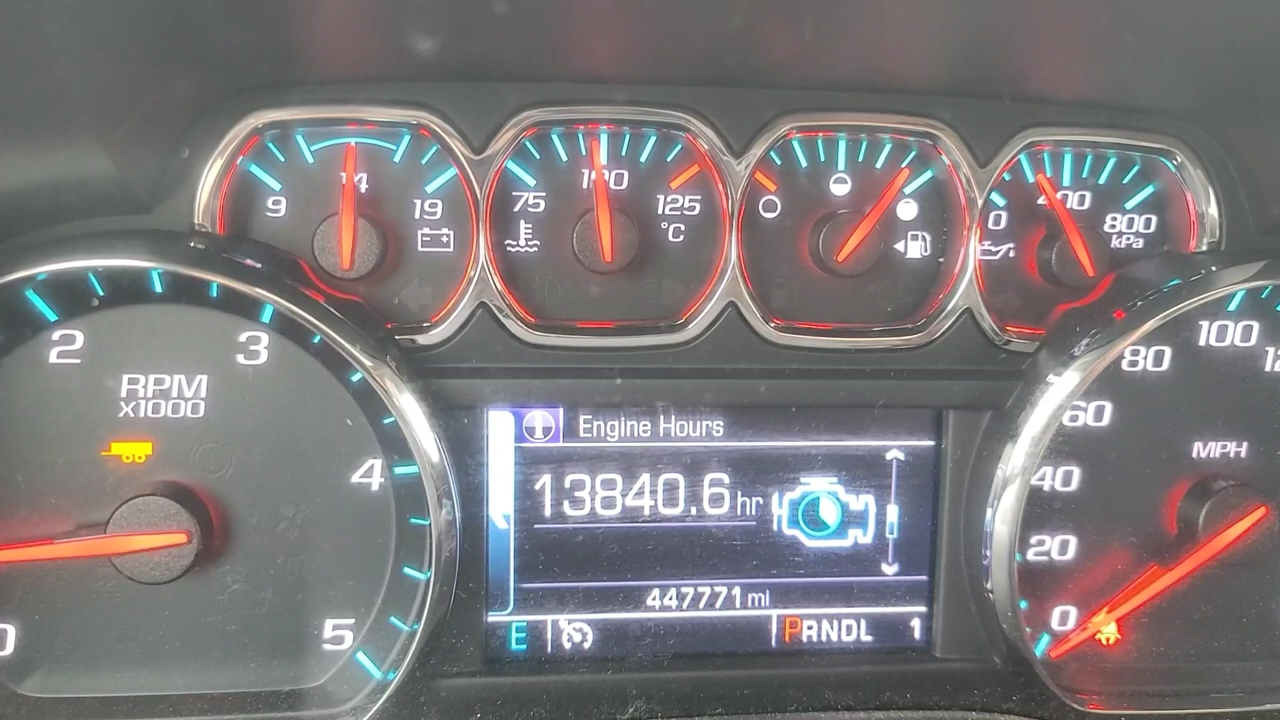 9 14 19
75 100 125
°C
0 400 800
kPa
2 3
RPM
x1000
4
5
0
Engine Hours
13840.6 hr
447771 mi
E PRNDL 1
100
80
60
MPH
40
20
0